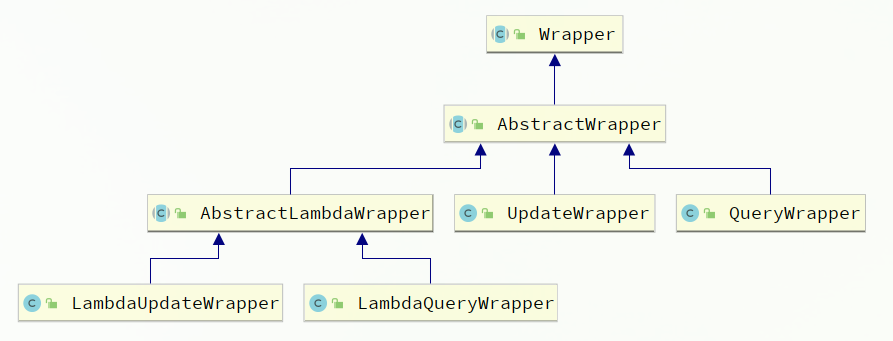 Wrapper
AbstractWrapper
AbstractLambdaWrapper
UpdateWrapper
QueryWrapper
LambdaUpdateWrapper
LambdaQueryWrapper